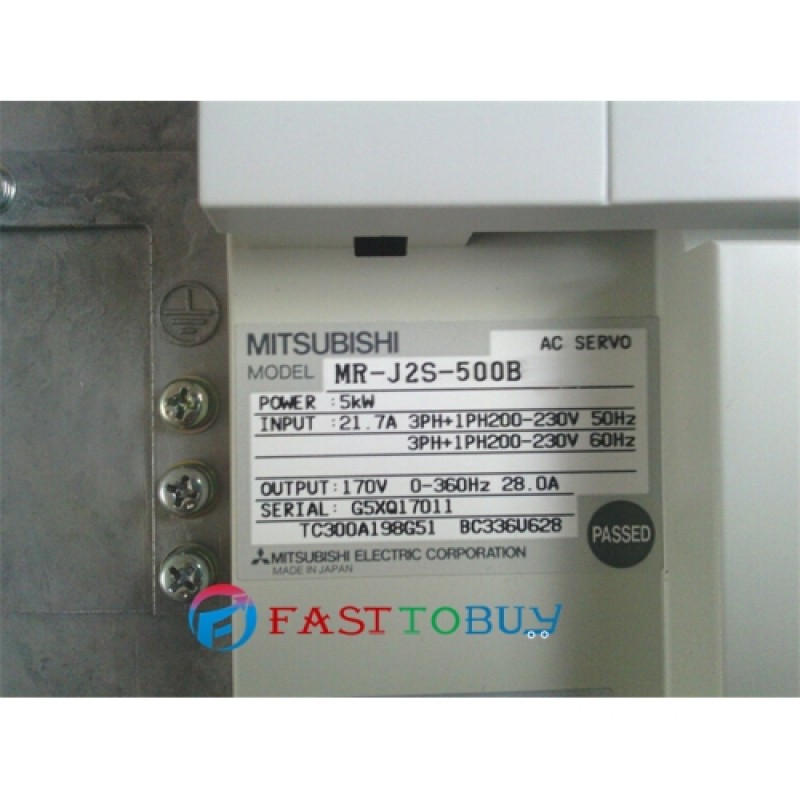 MITSUBISHI AC SERVO
MODEL MR-J2S-500B
POWER :5kW
INPUT :21.7A 3PH+1PH200-230V 50Hz
3PH+1PH200-230V 60Hz
OUTPUT:170V 0-360Hz 28.0A
SERIAL: G5XQ17011
TC300A198G51 BC336U628
PASSED
MITSUBISHI ELECTRIC CORPORATION
MADE IN JAPAN
FASTTOBUY